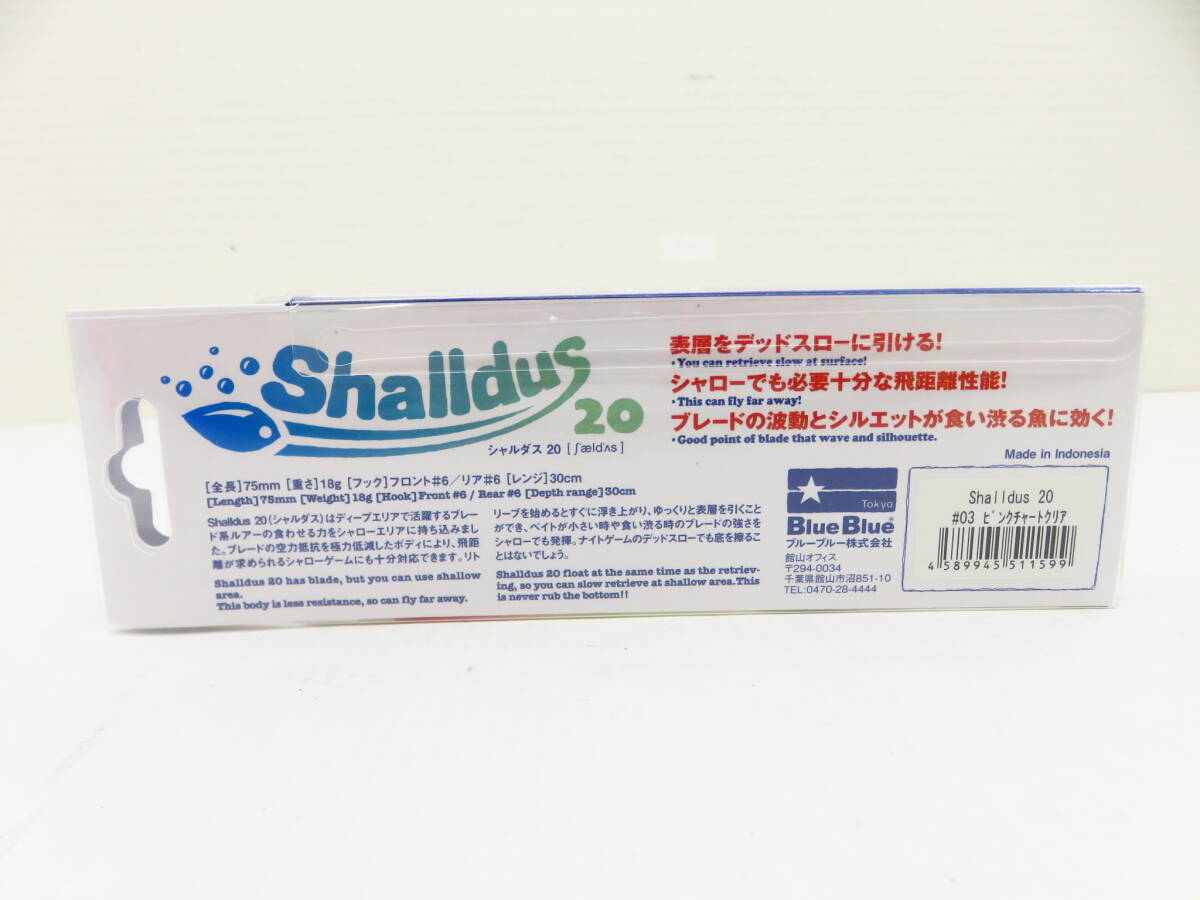 Shalldus
20
シャルダス 20 [ʃældʌs]
[全長]75mm [重さ]18g [フック]フロント#6／リア#6 [レンジ]30cm
[Length]75mm [Weight]18g [Hook]Front #6 / Rear #6 [Depth range]30cm
Shalldus 20(シャルダス)はディープエリアで活躍するブレー
ド系ルアーの食わせる力をシャローエリアに持ち込みまし
た。ブレードの空力抵抗を極力低減したボディにより、飛距
離が求められるシャローゲームにも十分対応できます。リト
Shalldus 20 has blade, but you can use shallow
area.
This body is less resistance, so can fly far away.
リーブを始めるとすぐに浮き上がり、ゆっくりと表層を引くこと
ができ、ベイトが小さい時や食い渋る時のブレードの強さを
シャローでも発揮。ナイトゲームのデッドスローでも底を擦るこ
とはないでしょう。
Shalldus 20 float at the same time as the retriev-
ing, so you can slow retrieve at shallow area.This
is never rub the bottom!!
表層をデッドスローに引ける!
・You can retrieve slow at surface!
シャローでも必要十分な飛距離性能!
・This can fly far away!
ブレードの波動とシルエットが食い渋る魚に効く!
・Good point of blade that wave and silhouette.
Made in Indonesia
Tokyo
BlueBlue®
ブルーブルー株式会社
館山オフィス
〒294-0034
千葉県館山市沼851-10
TEL:0470-28-4444
Shalldus 20
#03 ピンクチャートクリア
4 589945 511599